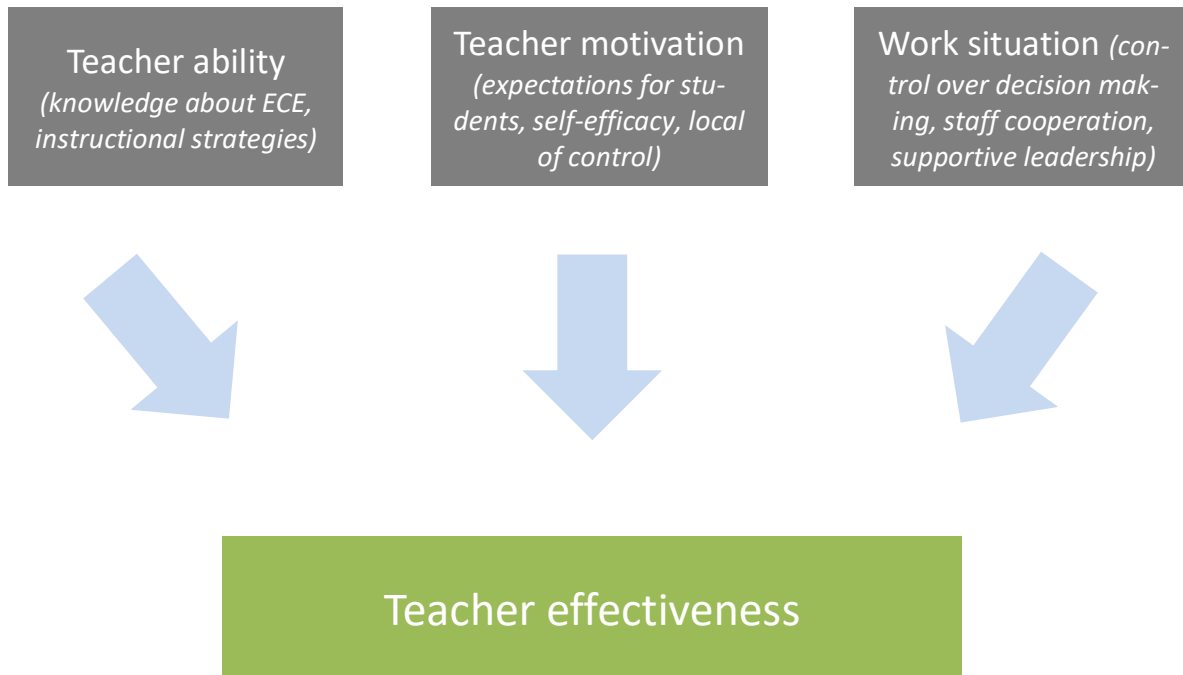 Teacher ability
(knowledge about ECE,
instructional strategies)
Teacher motivation
(expectations for stu-
dents, self-efficacy, local
of control)
Work situation (con-
trol over decision mak-
ing, staff cooperation,
supportive leadership)
Teacher effectiveness